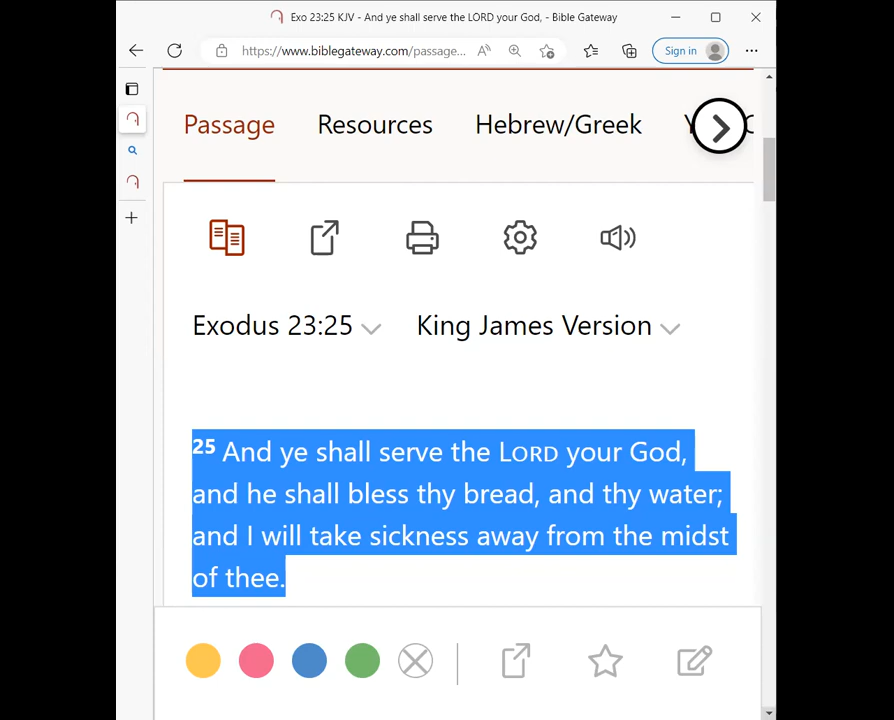 Exo 23:25 KJV - And ye shall serve the LORD your God, - Bible Gateway
https://www.biblegateway.com/passage...
Sign in
Passage Resources Hebrew/Greek
Exodus 23:25 King James Version
25 And ye shall serve the LORD your God,
and he shall bless thy bread, and thy water;
and I will take sickness away from the midst
of thee.